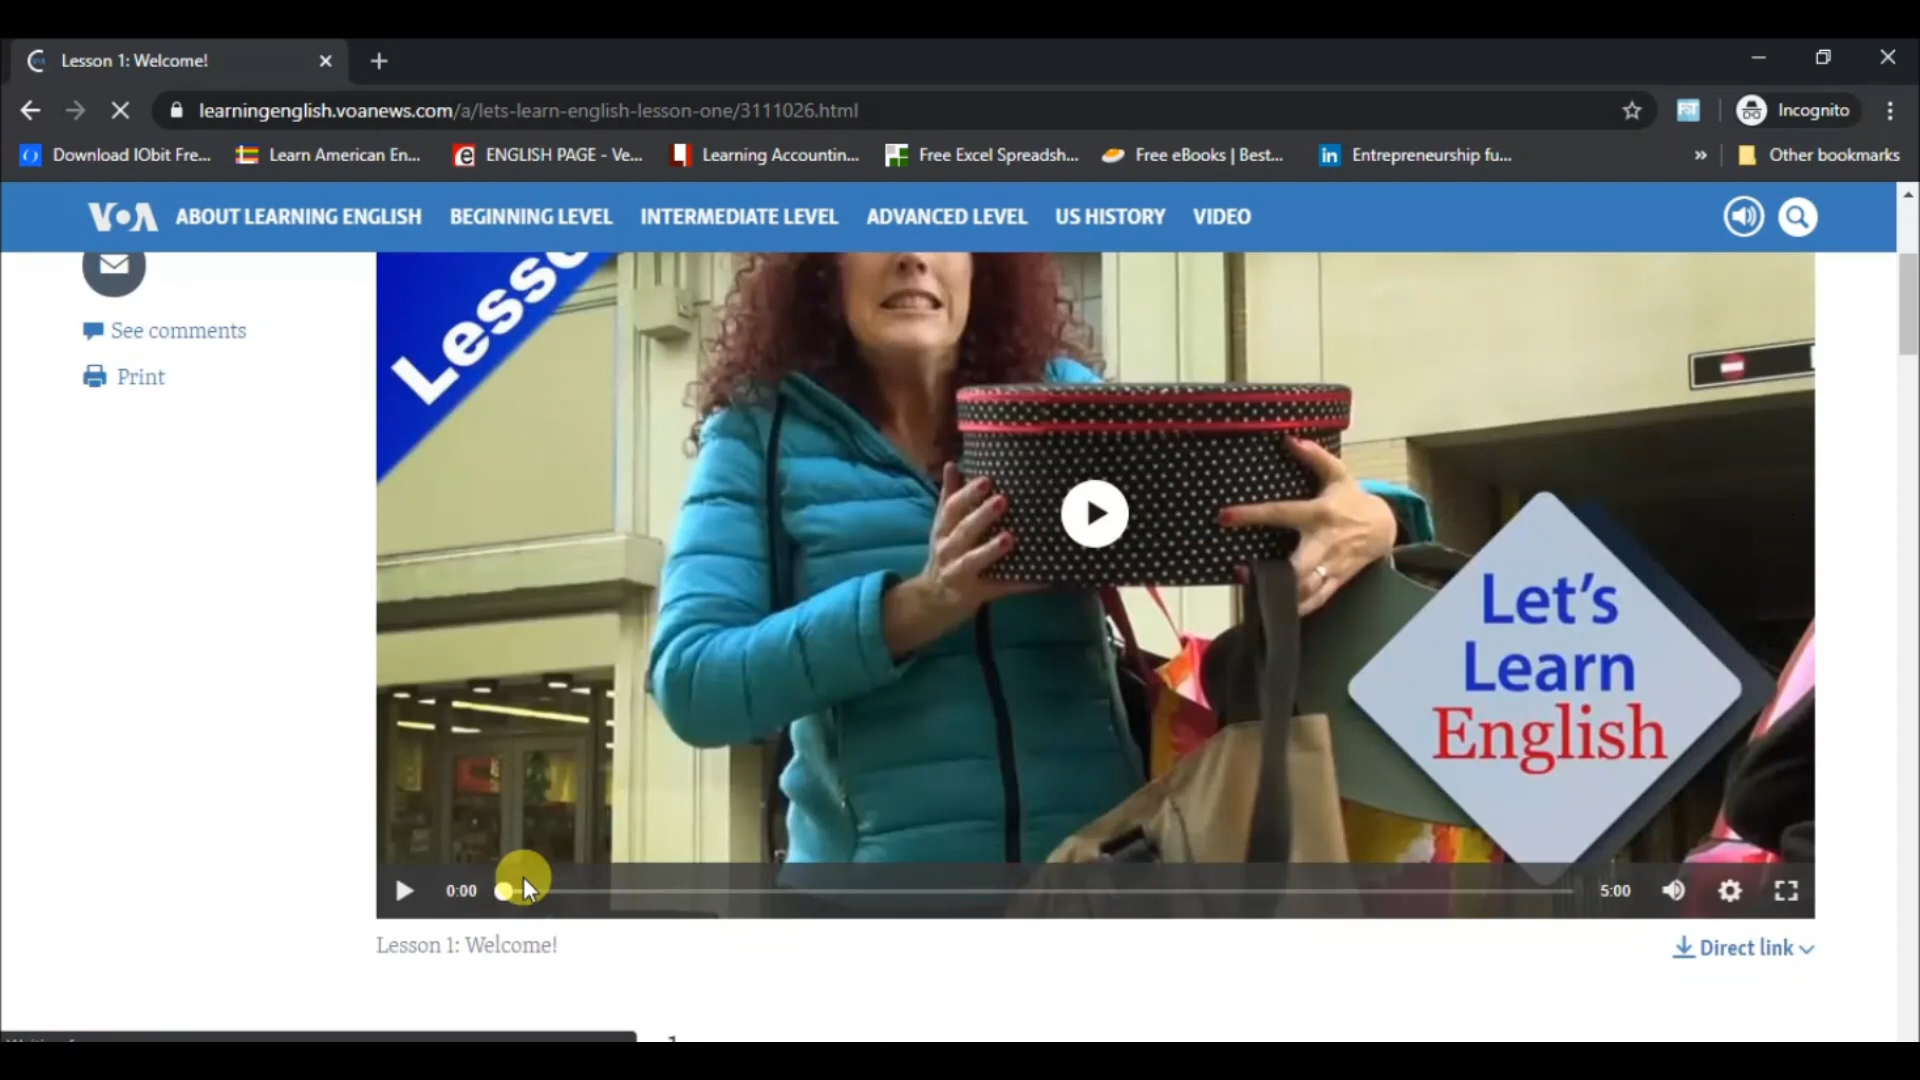 Lesson 1: Welcome!
learningenglish.voanews.com/a/lets-learn-english-lesson-one/3111026.html
Incognito
Download IObit Fre...
Learn American En...
ENGLISH PAGE - Ve...
Learning Accountin...
Free Excel Spreadsh...
Free eBooks | Best...
Entrepreneurship fu...
»
Other bookmarks
VOA
ABOUT LEARNING ENGLISH
BEGINNING LEVEL
INTERMEDIATE LEVEL
ADVANCED LEVEL
US HISTORY
VIDEO
See comments
Print
Let's
Learn
English
0:00
5:00
Lesson 1: Welcome!
Direct link